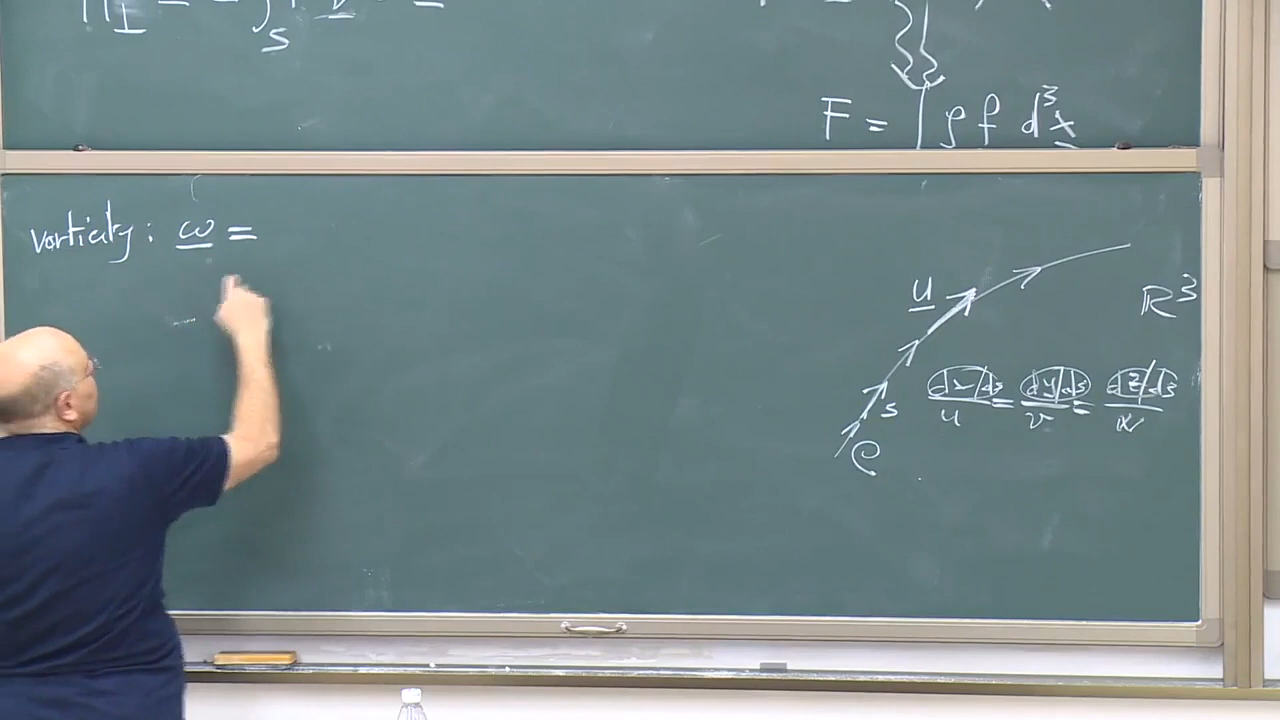 S
F = ∫ ρ f d³x
vorticity : ω =
u
ℝ³
dx/ds / u = dy/ds / v = dz/ds / w
s
C